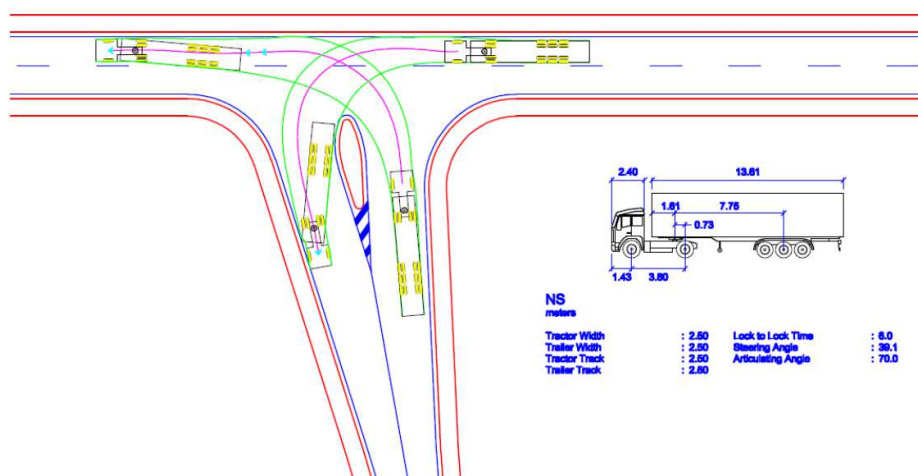 2.40
13.61
1.61
7.75
0.73
1.43
3.80
NS
meters
Tractor Width : 2.50 Lock to Lock Time : 6.0
Trailer Width : 2.50 Steering Angle : 39.1
Tractor Track : 2.50 Articulating Angle : 70.0
Trailer Track : 2.50